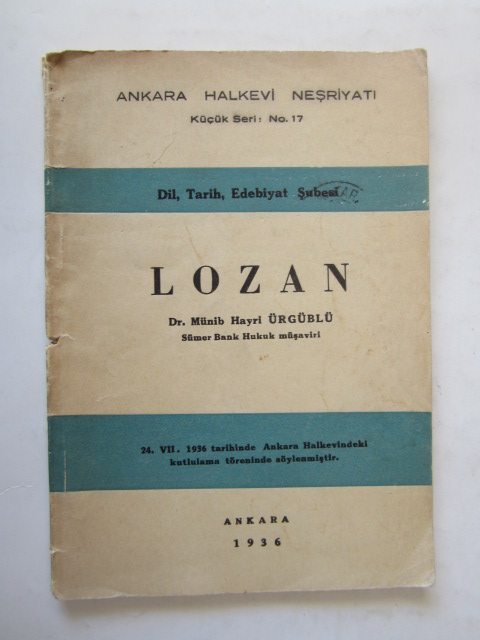 ANKARA HALKEVİ NEŞRİYATI
Küçük Seri: No. 17
Dil, Tarih, Edebiyat Şubesi
LOZAN
Dr. Münib Hayri ÜRGÜBLÜ
Sümer Bank Hukuk müşaviri
24. VII. 1936 tarihinde Ankara Halkevindeki
kutlulama töreninde söylenmiştir.
ANKARA
1936